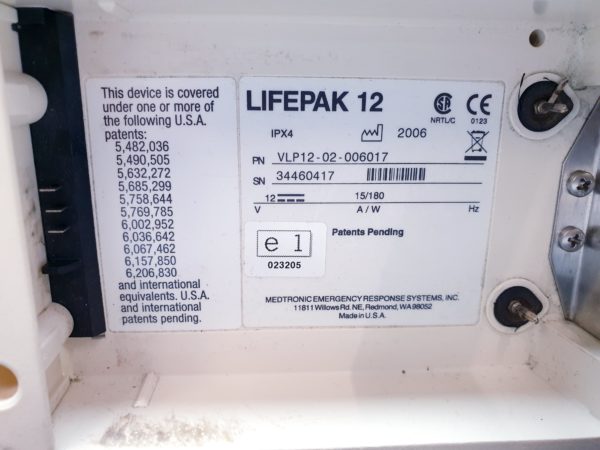 This device is covered
under one or more of
the following U.S.A.
patents:
5,482,036
5,490,505
5,632,272
5,685,299
5,758,644
5,769,785
6,002,952
6,036,642
6,067,462
6,157,850
6,206,830
and international
equivalents. U.S.A.
and international
patents pending.
LIFEPAK 12
NRTL/C
CE
0123
IPX4 2006
PN VLP12-02-006017
SN 34460417
12 15/180
V A / W Hz
e 1
023205
Patents Pending
MEDTRONIC EMERGENCY RESPONSE SYSTEMS, INC.
11811 Willows Rd. NE, Redmond, WA 98052
Made in U.S.A.